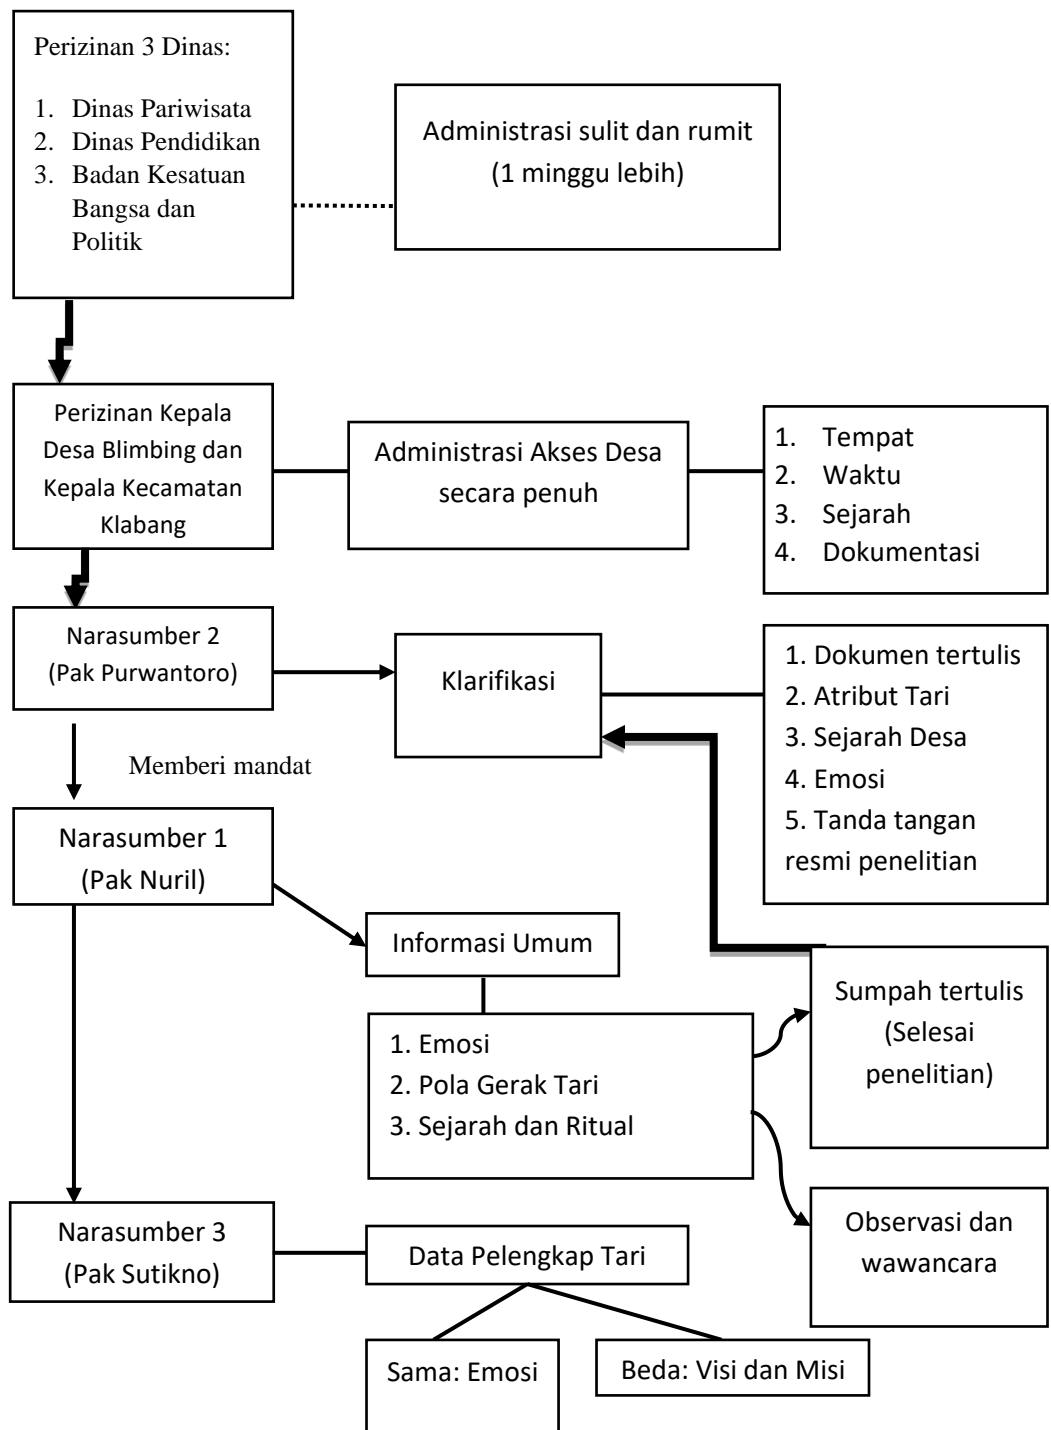 Perizinan 3 Dinas:
1. Dinas Pariwisata
2. Dinas Pendidikan
3. Badan Kesatuan
Bangsa dan
Politik
Administrasi sulit dan rumit
(1 minggu lebih)
Perizinan Kepala
Desa Blimbing dan
Kepala Kecamatan
Klabang
Administrasi Akses Desa
secara penuh
1. Tempat
2. Waktu
3. Sejarah
4. Dokumentasi
Narasumber 2
(Pak Purwantoro)
Klarifikasi
1. Dokumen tertulis
2. Atribut Tari
3. Sejarah Desa
4. Emosi
5. Tanda tangan
resmi penelitian
Memberi mandat
Narasumber 1
(Pak Nuril)
Informasi Umum
1. Emosi
2. Pola Gerak Tari
3. Sejarah dan Ritual
Sumpah tertulis
(Selesai
penelitian)
Observasi dan
wawancara
Narasumber 3
(Pak Sutikno)
Data Pelengkap Tari
Sama: Emosi
Beda: Visi dan Misi